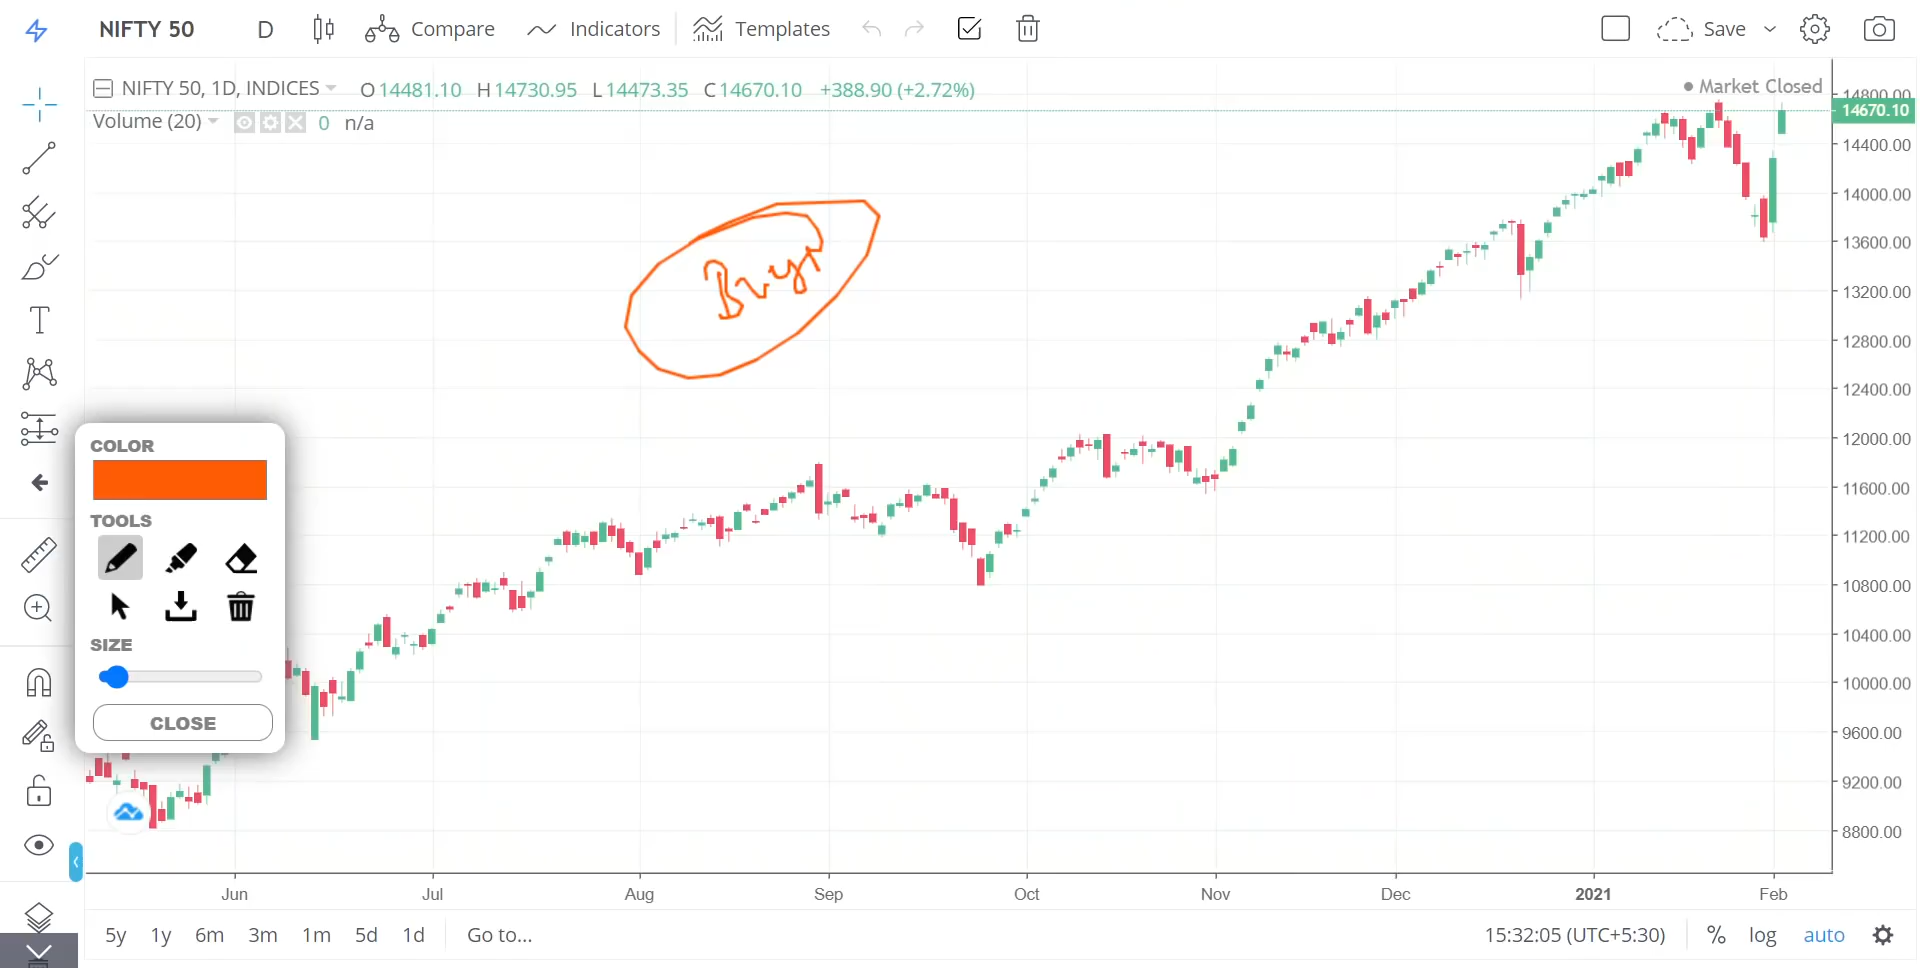 NIFTY 50 D Compare Indicators Templates Save
NIFTY 50, 1D, INDICES O 14481.10 H 14730.95 L 14473.35 C 14670.10 +388.90 (+2.72%) Market Closed
Volume (20) 0 n/a
14800.00
14670.10
14400.00
14000.00
13600.00
13200.00
12800.00
12400.00
12000.00
11600.00
11200.00
10800.00
10400.00
10000.00
9600.00
9200.00
8800.00
COLOR
TOOLS
SIZE
CLOSE
Jun Jul Aug Sep Oct Nov Dec 2021 Feb
5y 1y 6m 3m 1m 5d 1d Go to... 15:32:05 (UTC+5:30) % log auto